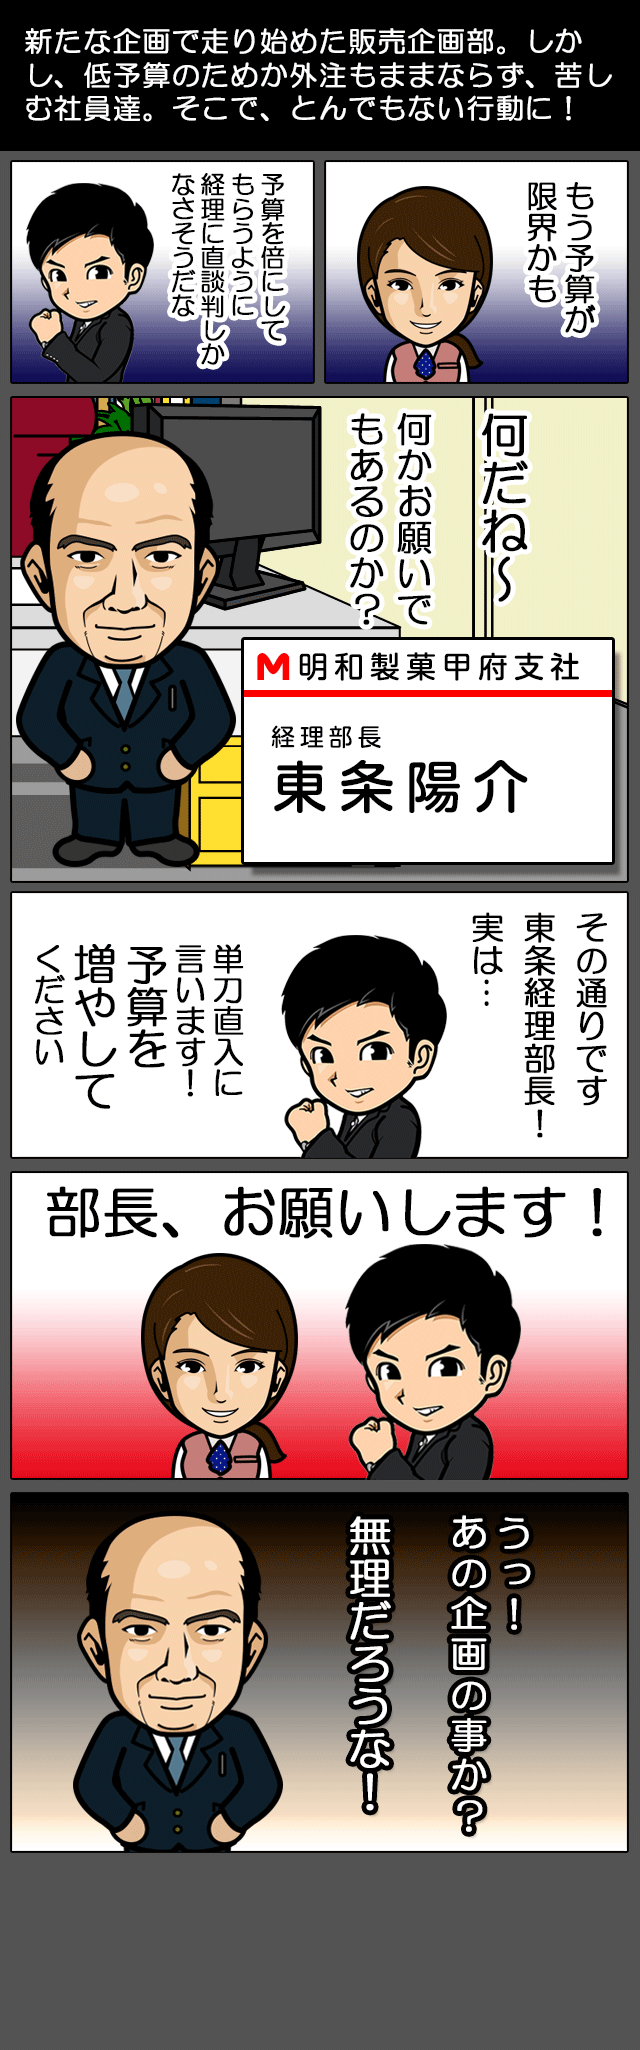 新たな企画で走り始めた販売企画部。しか
し、低予算のためか外注もままならず、苦し
む社員達。そこで、とんでもない行動に！
もう予算が
限界かも
予算を倍にして
もらうように
経理に直談判しか
なさそうだな
何だね〜
何かお願いで
もあるのか？
M 明和製菓甲府支社
経理部長
東条陽介
その通りです
東条経理部長！
実は…
単刀直入に
言います！
予算を
増やして
ください
部長、お願いします！
うっ！
あの企画の事か？
無理だろうな！